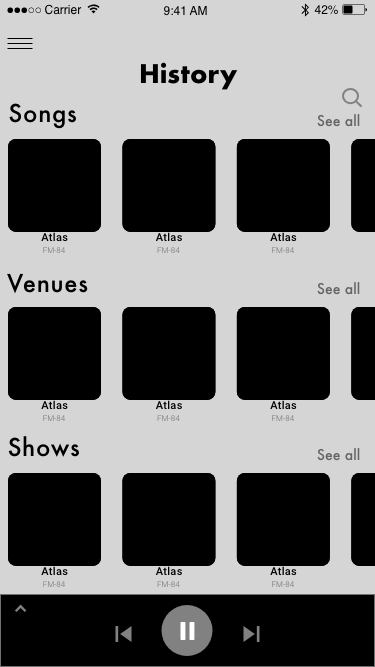 Carrier 9:41 AM 42%
History
Songs See all
Atlas Atlas Atlas
FM-84 FM-84 FM-84
Venues See all
Atlas Atlas Atlas
FM-84 FM-84 FM-84
Shows See all
Atlas Atlas Atlas
FM-84 FM-84 FM-84